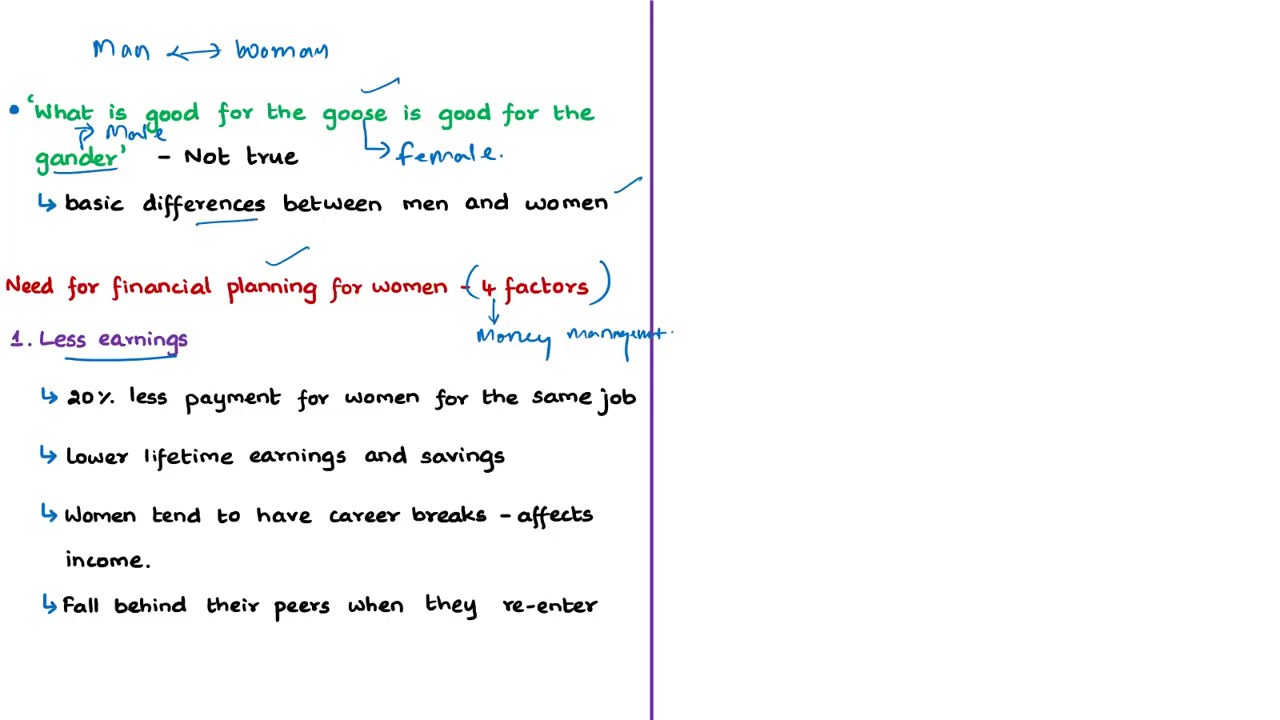 Man ↔ Woman
• 'What is good for the goose is good for the
→ Male
gander' - Not true → female.
↳ basic differences between men and women
Need for financial planning for women - (4 factors)
1. Less earnings Money management.
↳ 20% less payment for women for the same job
↳ Lower lifetime earnings and savings
↳ Women tend to have career breaks - affects
income.
↳ Fall behind their peers when they re-enter